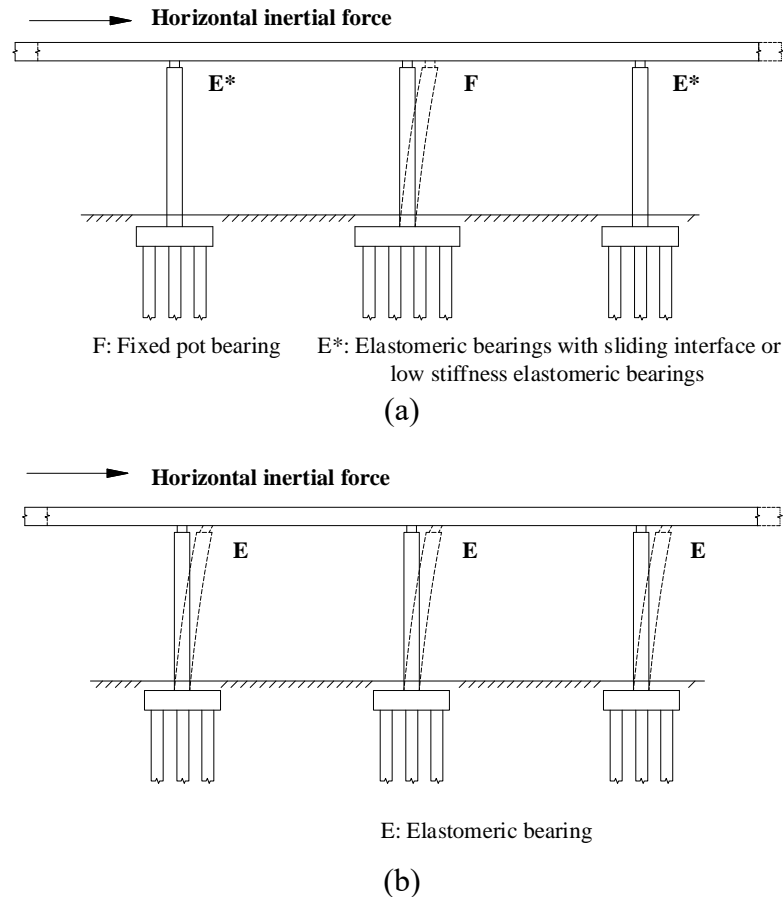 Horizontal inertial force
E* F E*
F: Fixed pot bearing E*: Elastomeric bearings with sliding interface or
low stiffness elastomeric bearings
(a)
Horizontal inertial force
E E E
E: Elastomeric bearing
(b)